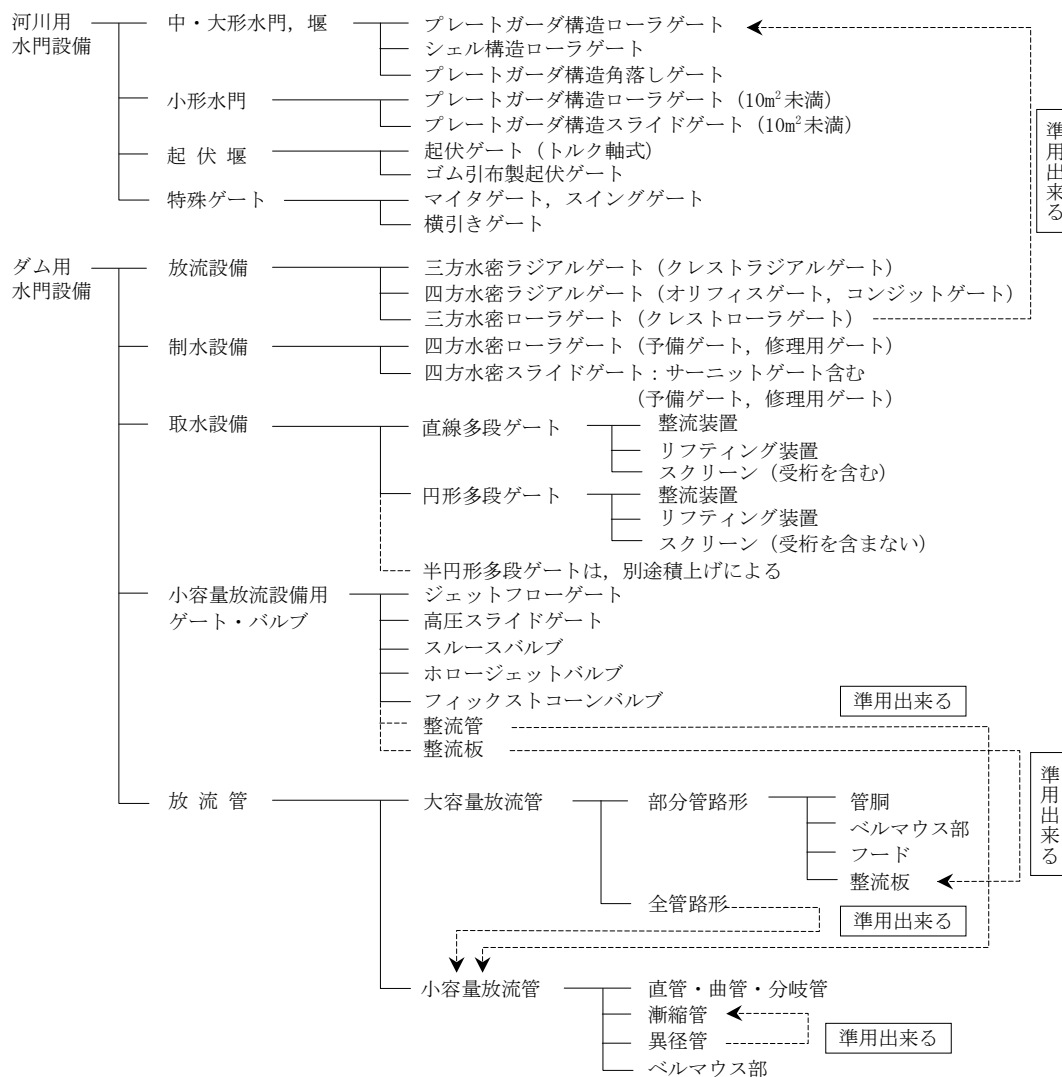 河川用 中・大形水門，堰 プレートガーダ構造ローラゲート
水門設備 シェル構造ローラゲート
プレートガーダ構造角落しゲート
小形水門 プレートガーダ構造ローラゲート（10m²未満）
プレートガーダ構造スライドゲート（10m²未満）
起 伏 堰 起伏ゲート（トルク軸式）
ゴム引布製起伏ゲート
特殊ゲート マイタゲート，スイングゲート
横引きゲート
準用出来る
ダム用 放流設備 三方水密ラジアルゲート（クレストラジアルゲート）
水門設備 四方水密ラジアルゲート（オリフィスゲート，コンジットゲート）
三方水密ローラゲート（クレストローラゲート）
制水設備 四方水密ローラゲート（予備ゲート，修理用ゲート）
四方水密スライドゲート：サーニットゲート含む
（予備ゲート，修理用ゲート）
取水設備 直線多段ゲート 整流装置
リフティング装置
スクリーン（受桁を含む）
円形多段ゲート 整流装置
リフティング装置
スクリーン（受桁を含まない）
半円形多段ゲートは，別途積上げによる
小容量放流設備用 ジェットフローゲート
ゲート・バルブ 高圧スライドゲート
スルースバルブ
ホロージェットバルブ
フィックストコーンバルブ 準用出来る
整流管
整流板
準用出来る
放 流 管 大容量放流管 部分管路形 管胴
ベルマウス部
フード
整流板
全管路形 準用出来る
小容量放流管 直管・曲管・分岐管
漸縮管
異径管 準用出来る
ベルマウス部